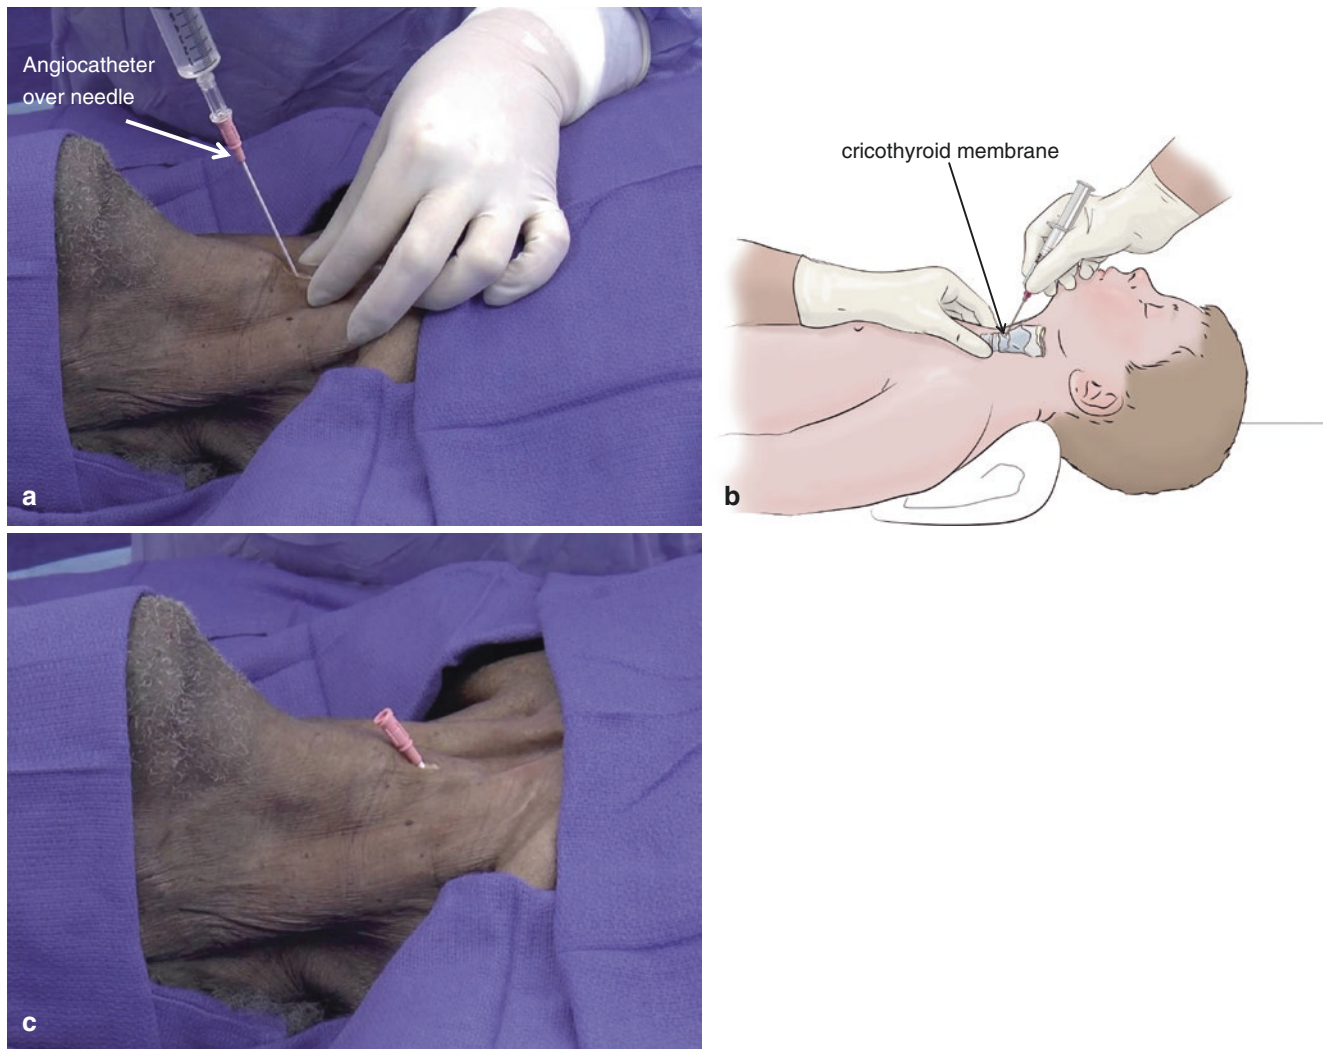 Angiocatheter
over needle
a
cricothyroid membrane
b
c